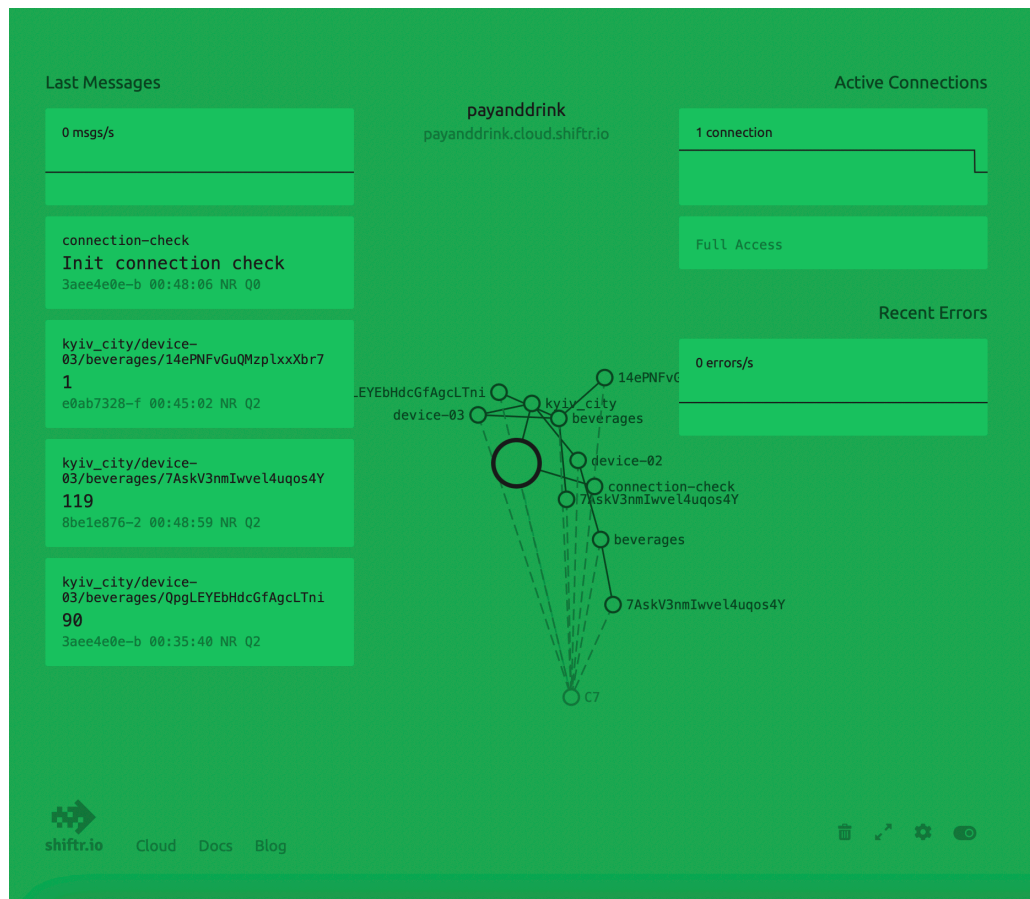 Last Messages
0 msgs/s
connection-check
Init connection check
3aee4e0e-b 00:48:06 NR Q0
kyiv_city/device-
03/beverages/14ePNFvGuQMzplxxXbr7
1
e0ab7328-f 00:45:02 NR Q2
kyiv_city/device-
03/beverages/7AskV3nmIwvel4uqos4Y
119
8be1e876-2 00:48:59 NR Q2
kyiv_city/device-
03/beverages/QpgLEYEbHdcGfAgcLTni
90
3aee4e0e-b 00:35:40 NR Q2
payanddrink
payanddrink.cloud.shiftr.io
14ePNFvG
LEYEbHdcGfAgcLTni
kyiv_city
device-03
beverages
device-02
connection-check
7AskV3nmIwvel4uqos4Y
beverages
7AskV3nmIwvel4uqos4Y
C7
Active Connections
1 connection
Full Access
Recent Errors
0 errors/s
shiftr.io
Cloud Docs Blog